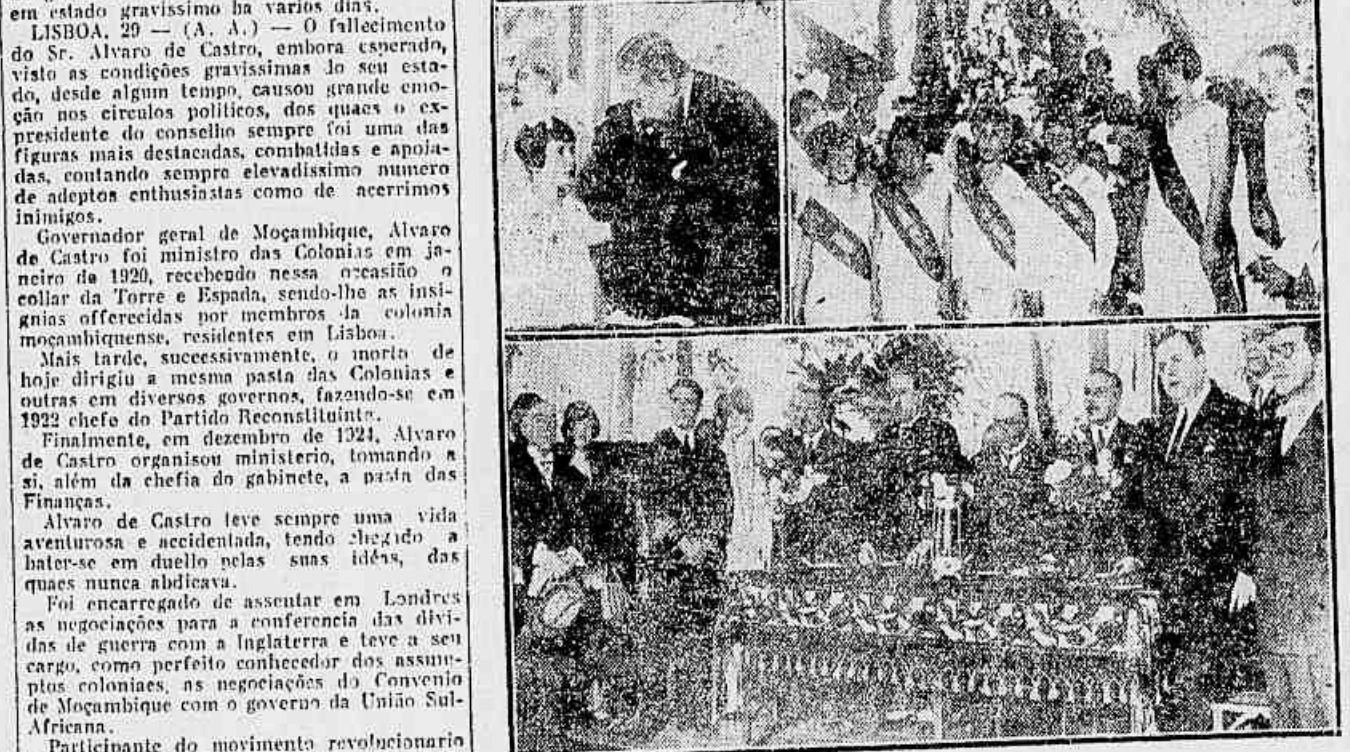 em estado gravissimo ha varios dias.
LISBOA, 29 — (A. A.) — O fallecimento
do Sr. Alvaro de Castro, embora esperado,
visto as condições gravissimas do seu esta-
do, desde algum tempo, causou grande emo-
ção nos circulos politicos, dos quaes o ex-
presidente do conselho sempre foi uma das
figuras mais destacadas, combatidas e apoia-
das, contando sempre elevadissimo numero
de adeptos enthusiastas como de acerrimos
inimigos.
Governador geral de Moçambique, Alvaro
de Castro foi ministro das Colonias em ja-
neiro de 1920, recebendo nessa occasião o
collar da Torre e Espada, sendo-lhe as insi-
gnias offerecidas por membros da colonia
moçambiquense, residentes em Lisboa.
Mais tarde, successivamente, o morto de
hoje dirigiu a mesma pasta das Colonias e
outras em diversos governos, fazendo-se em
1922 chefe do Partido Reconstituinte.
Finalmente, em dezembro de 1924, Alvaro
de Castro organisou ministerio, tomando a
si, além da chefia do gabinete, a pasta das
Finanças.
Alvaro de Castro teve sempre uma vida
aventurosa e accidentada, tendo chegado a
bater-se em duello pelas suas idéas, das
quaes nunca abdicava.
Foi encarregado de assentar em Londres
as negociações para a conferencia das divi-
das de guerra com a Inglaterra e teve a seu
cargo, como perfeito conhecedor dos assum-
ptos coloniaes, as negociações do Convenio
de Moçambique com o governo da União Sul-
Africana.
Participante do movimento revolucionario